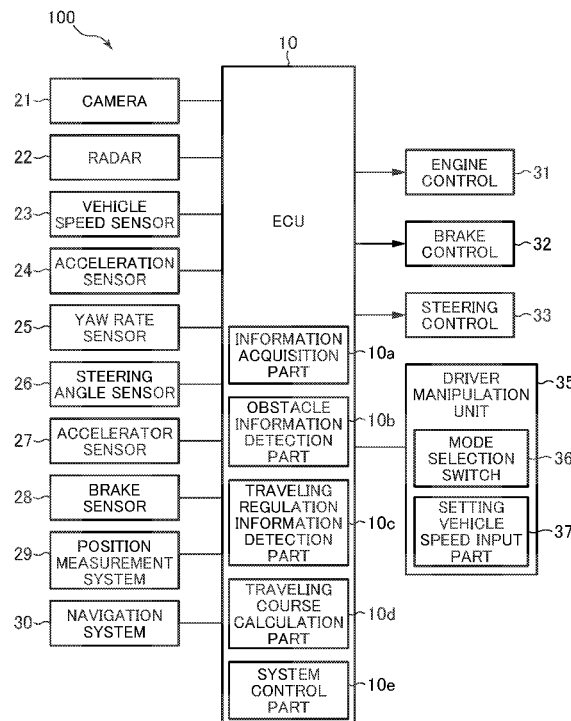 100
10
21
CAMERA
22
RADAR
23
VEHICLE
SPEED SENSOR
24
ACCELERATION
SENSOR
25
YAW RATE
SENSOR
26
STEERING
ANGLE SENSOR
27
ACCELERATOR
SENSOR
28
BRAKE
SENSOR
29
POSITION
MEASUREMENT
SYSTEM
30
NAVIGATION
SYSTEM
ECU
INFORMATION
ACQUISITION
PART
10a
OBSTACLE
INFORMATION
DETECTION
PART
10b
TRAVELING
REGULATION
INFORMATION
DETECTION
PART
10c
TRAVELING
COURSE
CALCULATION
PART
10d
SYSTEM
CONTROL
PART
10e
ENGINE
CONTROL
31
BRAKE
CONTROL
32
STEERING
CONTROL
33
DRIVER
MANIPULATION
UNIT
35
MODE
SELECTION
SWITCH
36
SETTING
VEHICLE
SPEED INPUT
PART
37